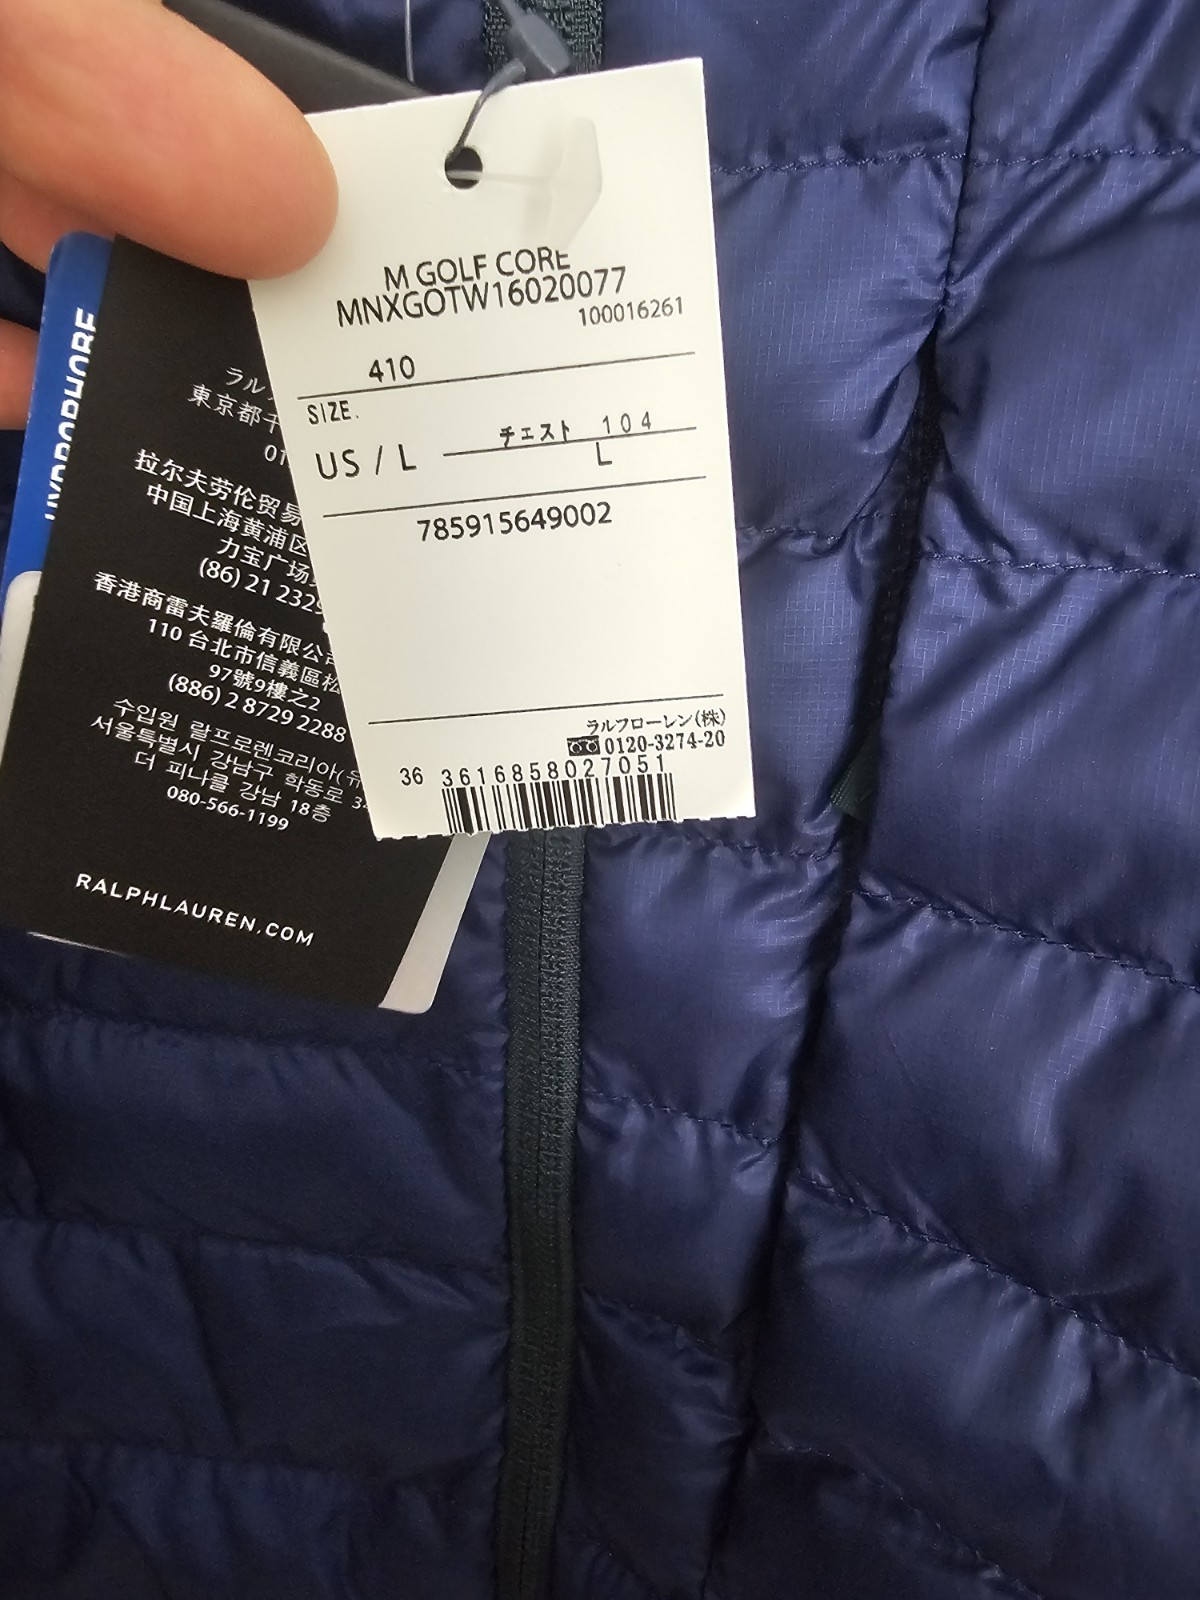 M GOLF CORE
MNXGOTW16020077
100016261
410
SIZE.
チェスト 104
US / L
L
785915649002
ラルフローレン(株)
0120-3274-20
36 3616858027051
HYDROPHOBE
ラル
東京都千
01
拉尔夫劳伦贸易
中国上海黄浦区
力宝广场
(86) 21 232
香港商雷夫羅倫有限公司
110 台北市信義區松
97號9樓之2
(886) 2 8729 2288
수입원 랄프로렌코리아(유
서울특별시 강남구 학동로 3
더 피나클 강남 18층
080-566-1199
RALPHLAUREN.COM